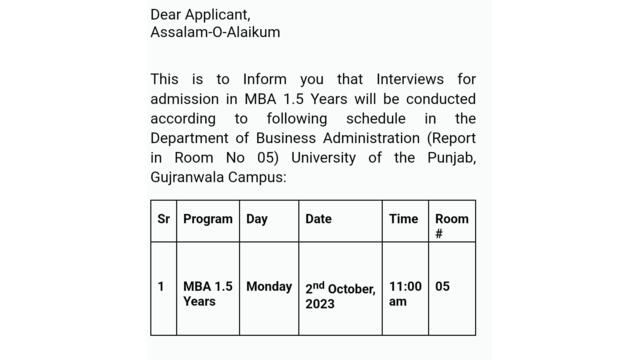 Dear Applicant,
Assalam-O-Alaikum
This is to Inform you that Interviews for
admission in MBA 1.5 Years will be conducted
according to following schedule in the
Department of Business Administration (Report
in Room No 05) University of the Punjab,
Gujranwala Campus:
Sr Program Day Date Time Room
#
1 MBA 1.5 Monday 2nd October, 11:00 05
Years 2023 am